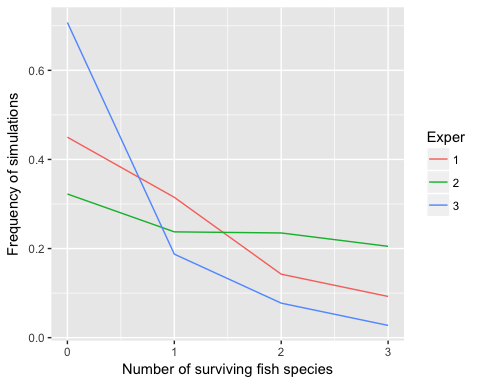 Frequency of simulations
0.6
0.4
0.2
0.0
0 1 2 3
Number of surviving fish species
Exper
1
2
3